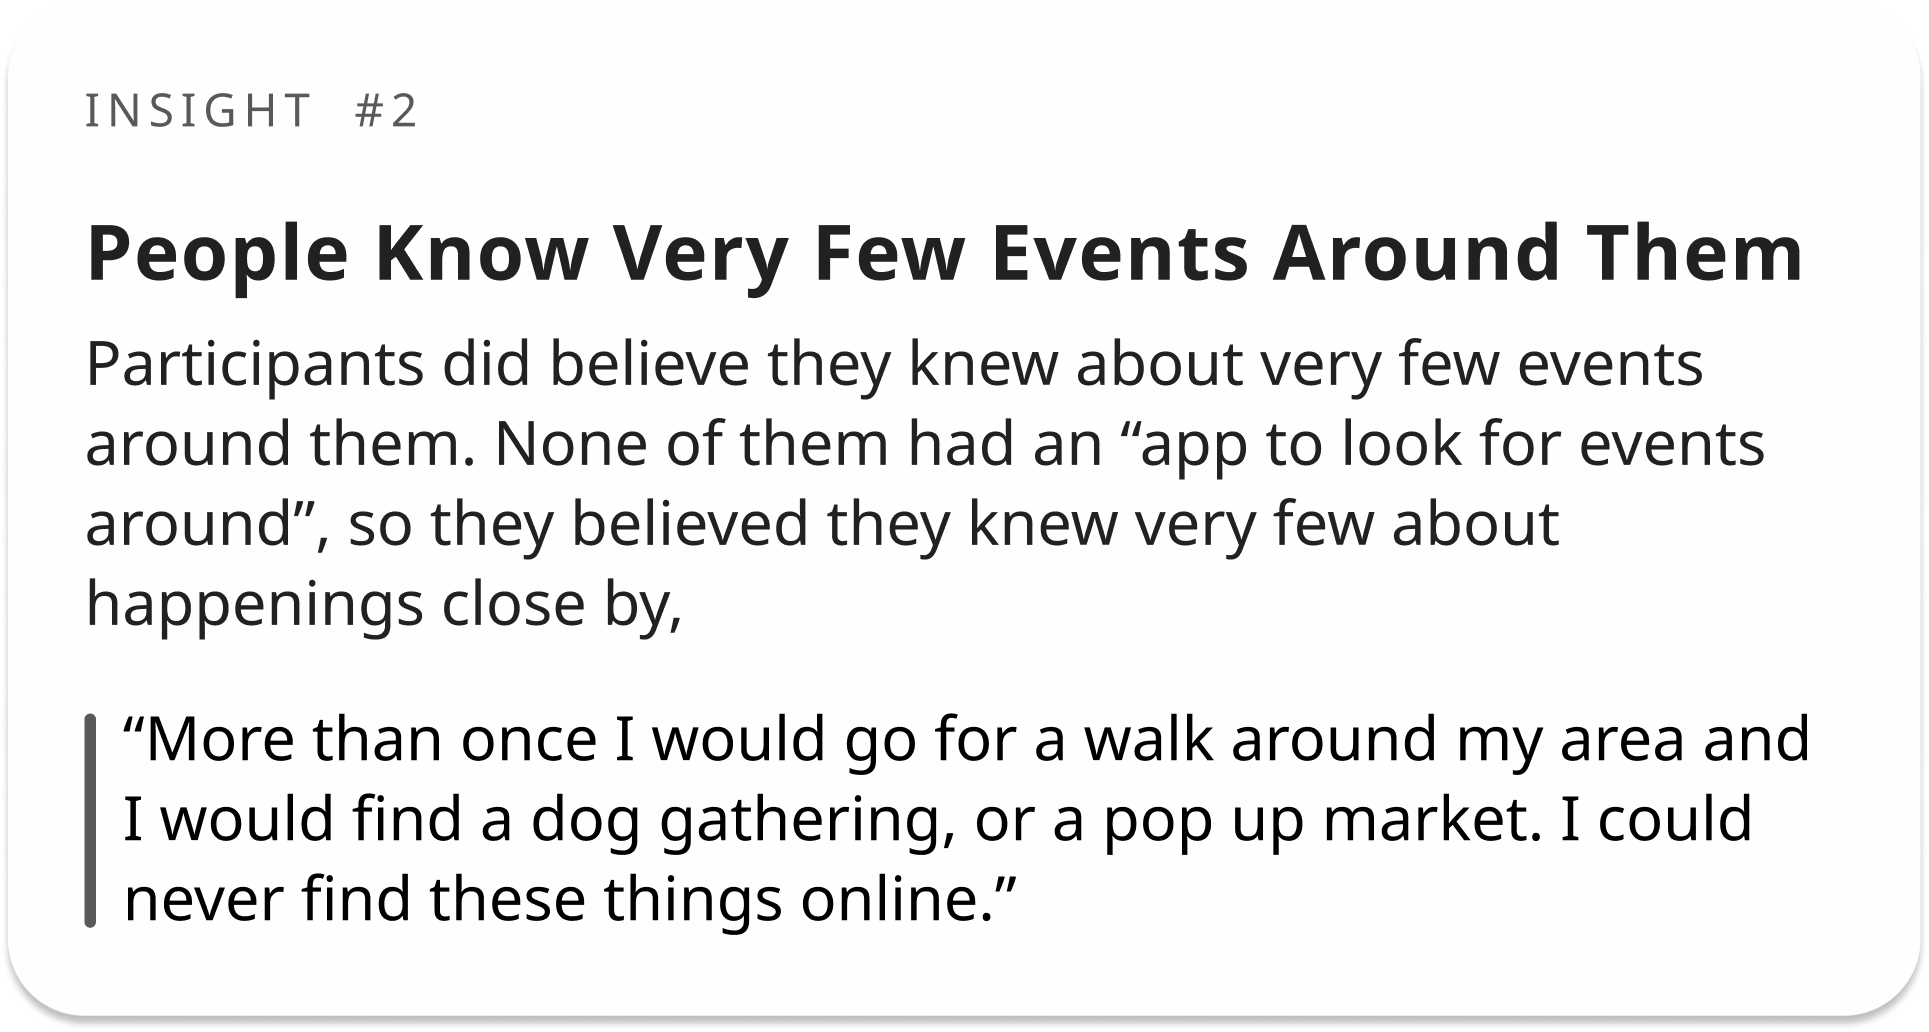 INSIGHT #2
People Know Very Few Events Around Them
Participants did believe they knew about very few events
around them. None of them had an “app to look for events
around”, so they believed they knew very few about
happenings close by,
“More than once I would go for a walk around my area and
I would find a dog gathering, or a pop up market. I could
never find these things online.”